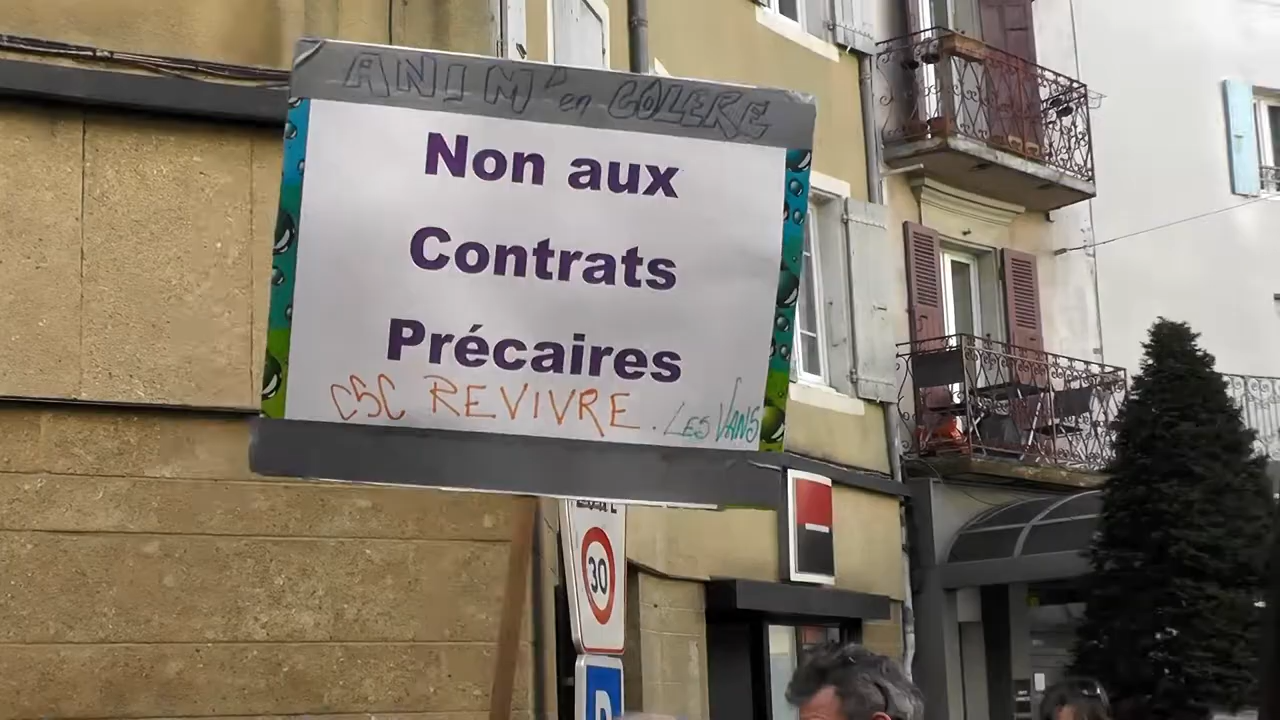 ANIM' en COLERE
Non aux
Contrats
Précaires
CSC REVIVRE. LES VANS
30
P